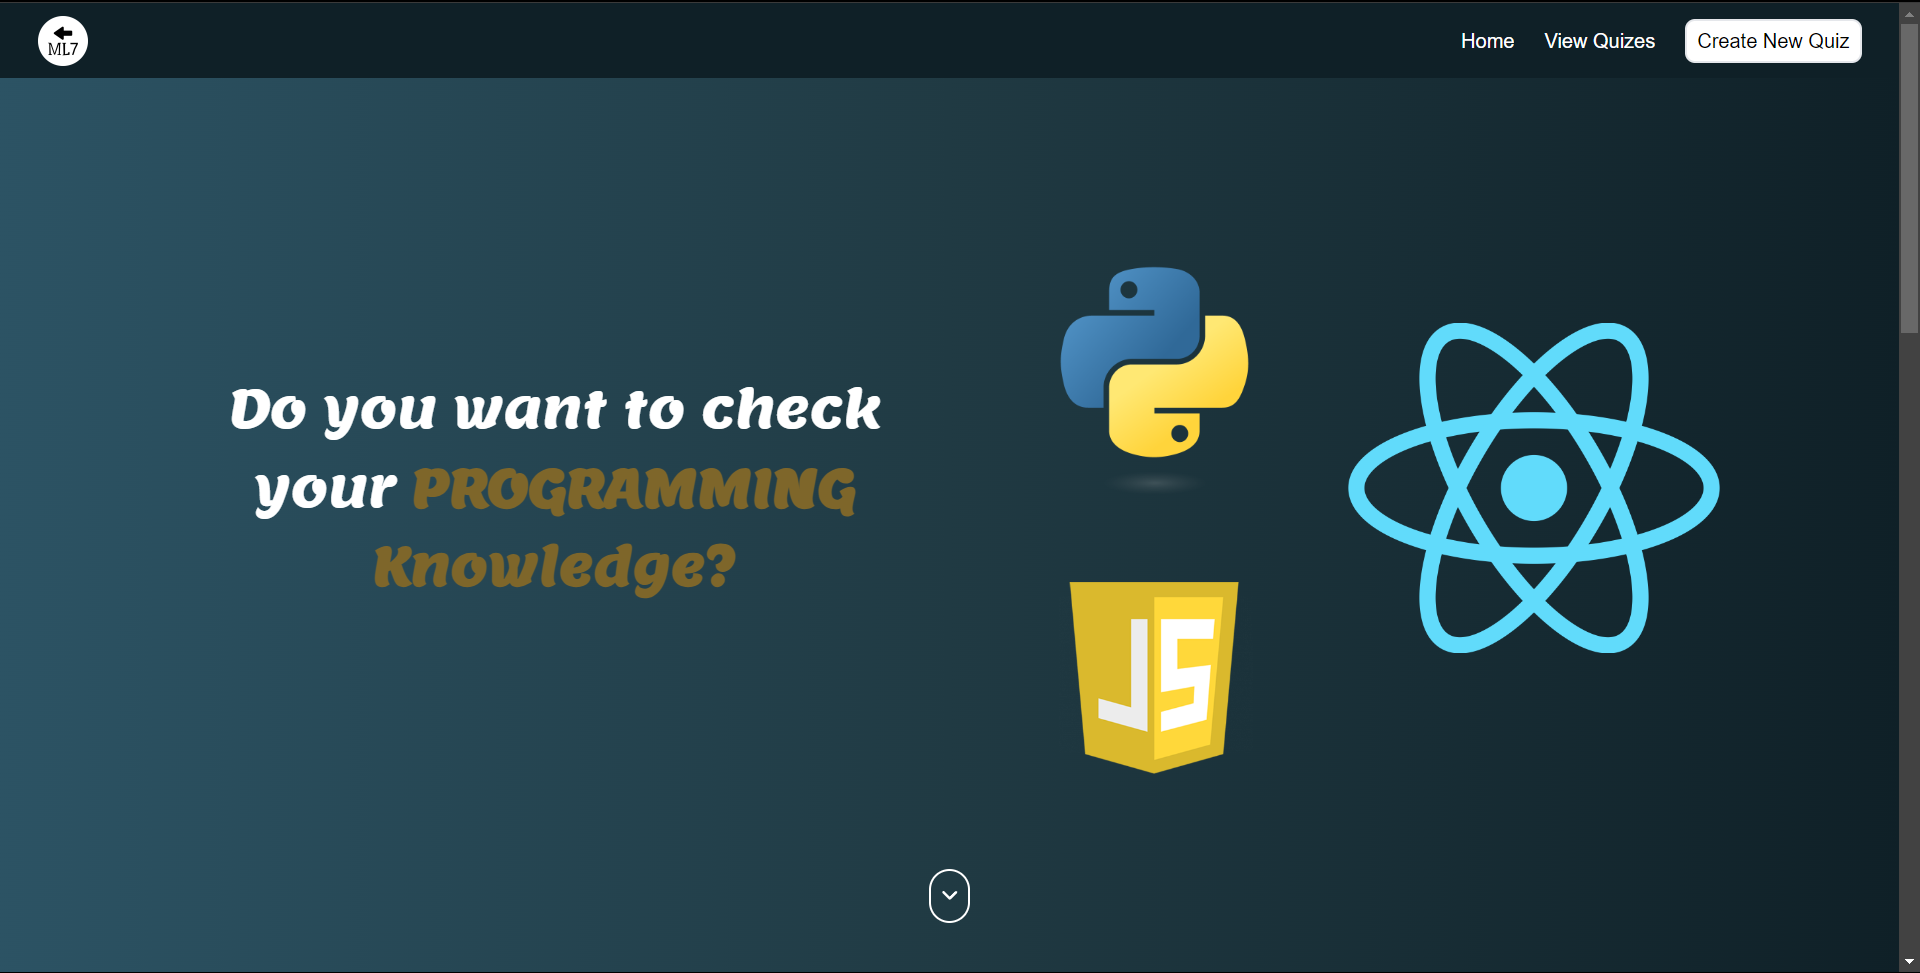 ML7
Home
View Quizes
Create New Quiz
Do you want to check
your PROGRAMMING
Knowledge?
JS